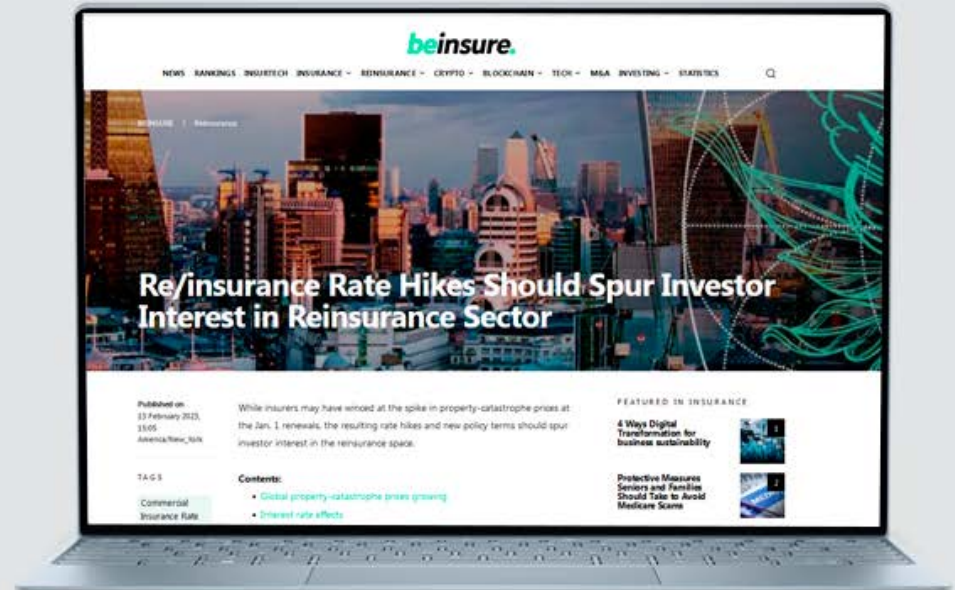 beinsure.
NEWS RANKINGS INSURTECH INSURANCE REINSURANCE CRYPTO BLOCKCHAIN TECH M&A INVESTING STATISTICS
BEINSURE | Reinsurance
Re/insurance Rate Hikes Should Spur Investor
Interest in Reinsurance Sector
Published on
13 February 2023,
15:05
America/New_York
While insurers may have winced at the spike in property-catastrophe prices at
the Jan. 1 renewals, the resulting rate hikes and new policy terms should spur
investor interest in the reinsurance space.
TAGS
Commercial
Insurance Rate
Contents:
• Global property-catastrophe prices growing
• Interest rate effects
FEATURED IN INSURANCE
4 Ways Digital
Transformation for
business sustainability
1
Protective Measures
Seniors and Families
Should Take to Avoid
Medicare Scams
2